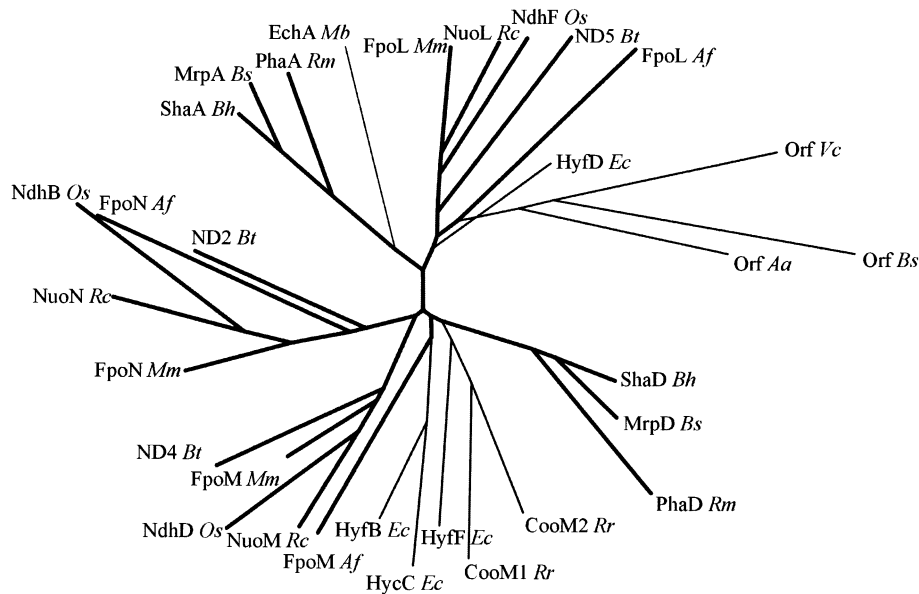 NdhF Os
EchA Mb
NuoL Rc
ND5 Bt
FpoL Mm
FpoL Af
PhaA Rm
MrpA Bs
ShaA Bh
Orf Vc
HyfD Ec
NdhB Os
FpoN Af
ND2 Bt
Orf Aa
Orf Bs
NuoN Rc
FpoN Mm
ShaD Bh
MrpD Bs
ND4 Bt
FpoM Mm
PhaD Rm
NdhD Os
NuoM Rc
HyfB Ec
HyfF Ec
CooM2 Rr
FpoM Af
CooM1 Rr
HycC Ec